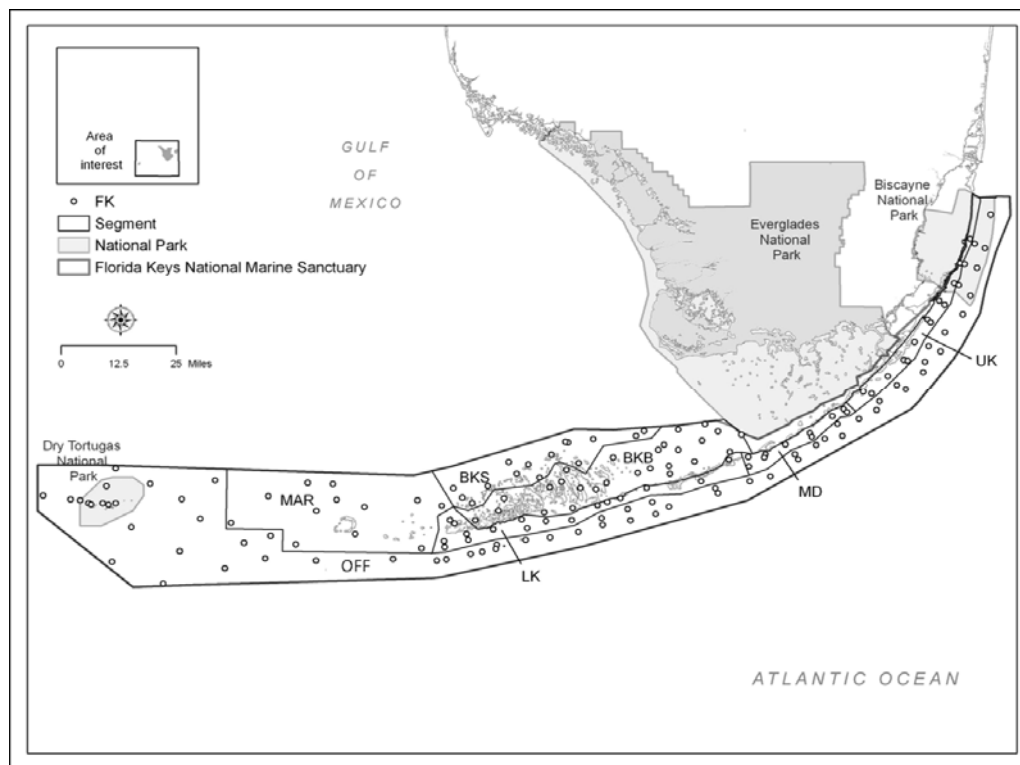 Area
of
interest
FK
Segment
National Park
Florida Keys National Marine Sanctuary
0 12.5 25 Miles
GULF
OF
MEXICO
Biscayne
National
Park
Everglades
National
Park
UK
Dry Tortugas
National
Park
MAR
BKS
BKB
MD
OFF
LK
ATLANTIC OCEAN